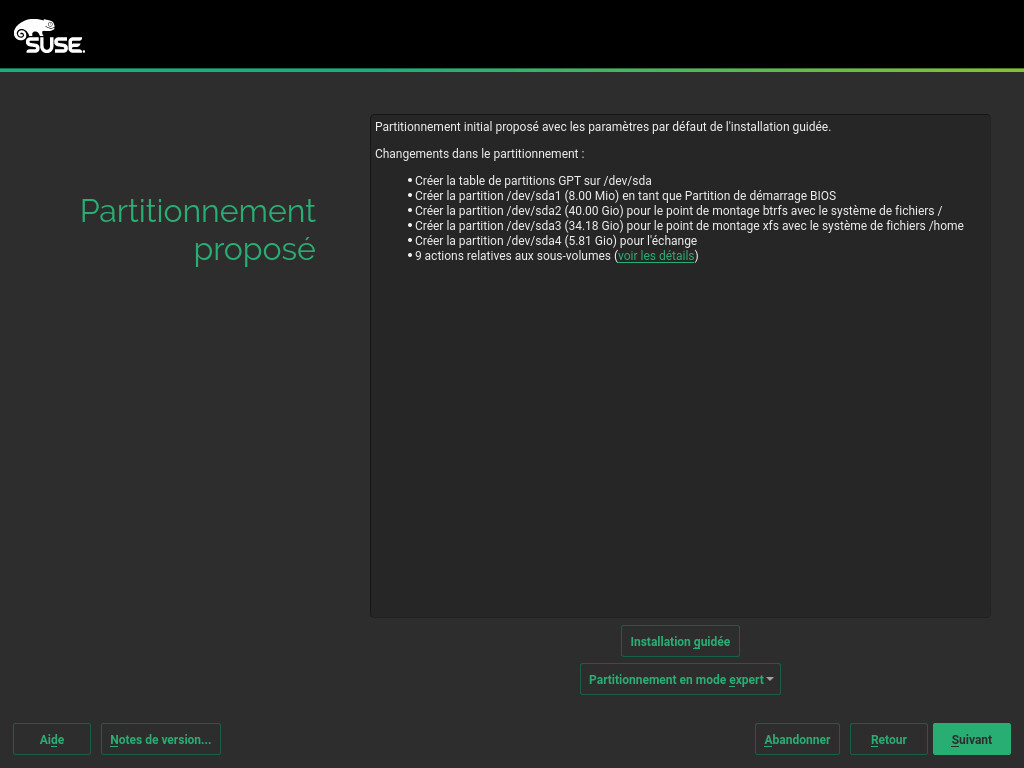 SUSE.
Partitionnement
proposé
Partitionnement initial proposé avec les paramètres par défaut de l'installation guidée.
Changements dans le partitionnement :
• Créer la table de partitions GPT sur /dev/sda
• Créer la partition /dev/sda1 (8.00 Mio) en tant que Partition de démarrage BIOS
• Créer la partition /dev/sda2 (40.00 Gio) pour le point de montage btrfs avec le système de fichiers /
• Créer la partition /dev/sda3 (34.18 Gio) pour le point de montage xfs avec le système de fichiers /home
• Créer la partition /dev/sda4 (5.81 Gio) pour l'échange
• 9 actions relatives aux sous-volumes (voir les détails)
Installation guidée
Partitionnement en mode expert
Aide
Notes de version...
Abandonner
Retour
Suivant